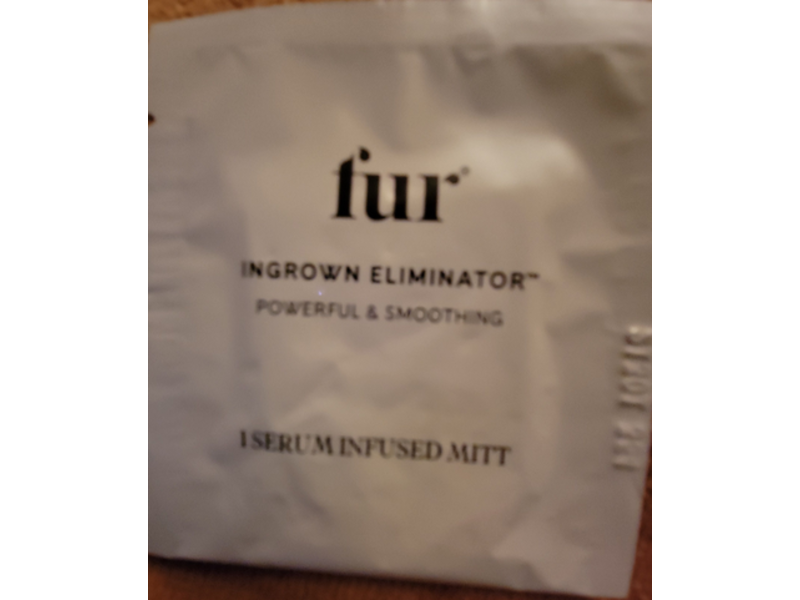 fur®
INGROWN ELIMINATOR™
POWERFUL & SMOOTHING
1 SERUM INFUSED MITT